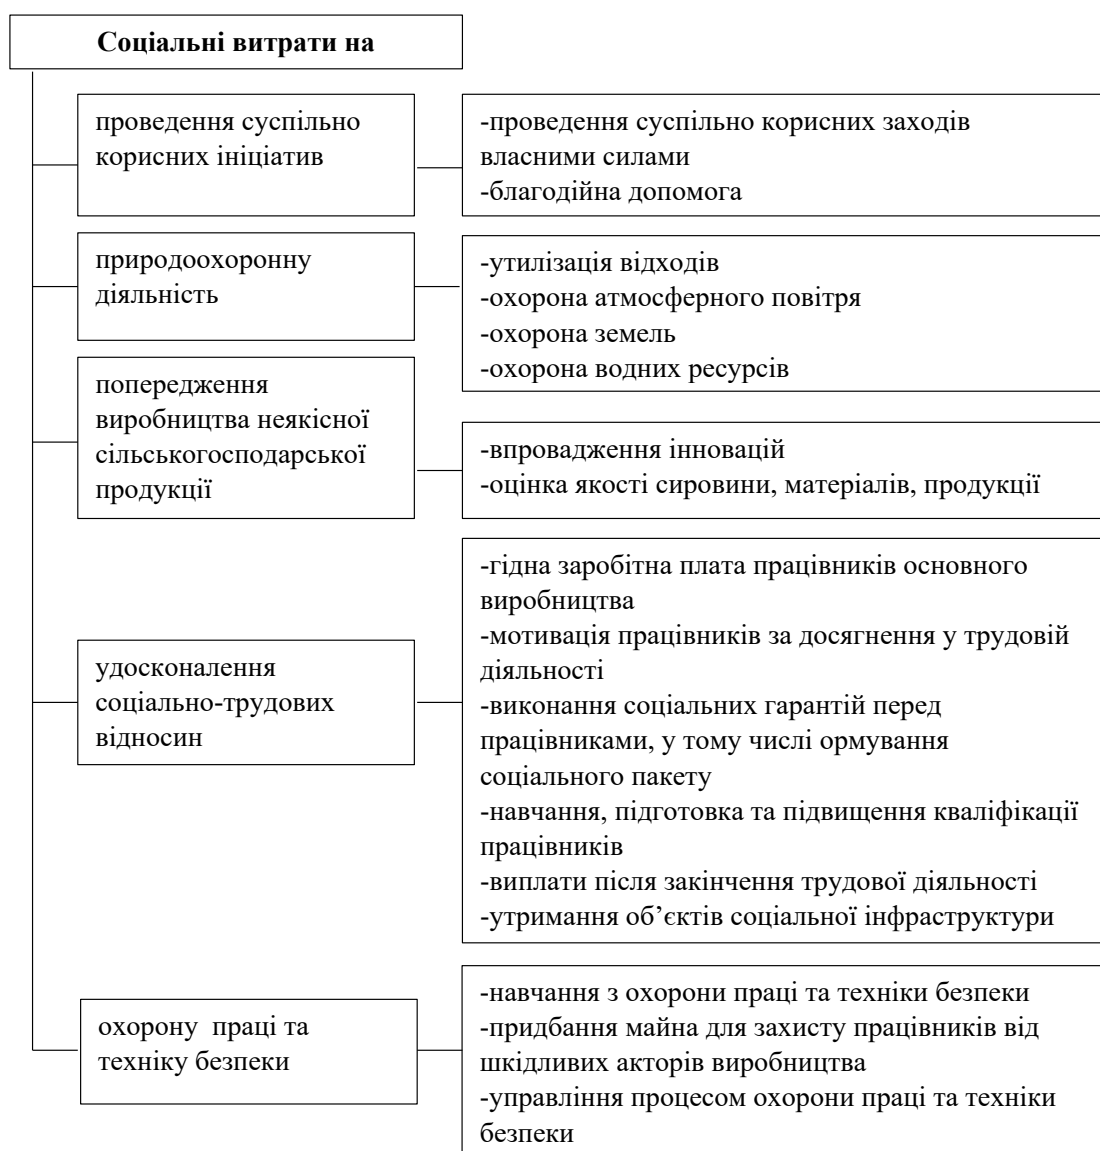 Соціальні витрати на
проведення суспільно
корисних ініціатив
-проведення суспільно корисних заходів
власними силами
-благодійна допомога
природоохоронну
діяльність
-утилізація відходів
-охорона атмосферного повітря
-охорона земель
-охорона водних ресурсів
попередження
виробництва неякісної
сільськогосподарської
продукції
-впровадження інновацій
-оцінка якості сировини, матеріалів, продукції
удосконалення
соціально-трудових
відносин
-гідна заробітна плата працівників основного
виробництва
-мотивація працівників за досягнення у трудовій
діяльності
-виконання соціальних гарантій перед
працівниками, у тому числі ормування
соціального пакету
-навчання, підготовка та підвищення кваліфікації
працівників
-виплати після закінчення трудової діяльності
-утримання об’єктів соціальної інфраструктури
охорону  праці та
техніку безпеки
-навчання з охорони праці та техніки безпеки
-придбання майна для захисту працівників від
шкідливих акторів виробництва
-управління процесом охорони праці та техніки
безпеки